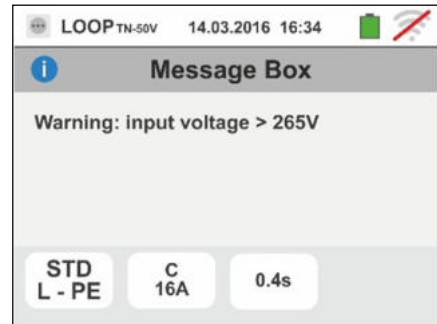 LOOP TN-50V 14.03.2016 16:34
i Message Box
Warning: input voltage > 265V
STD C 0.4s
L - PE 16A